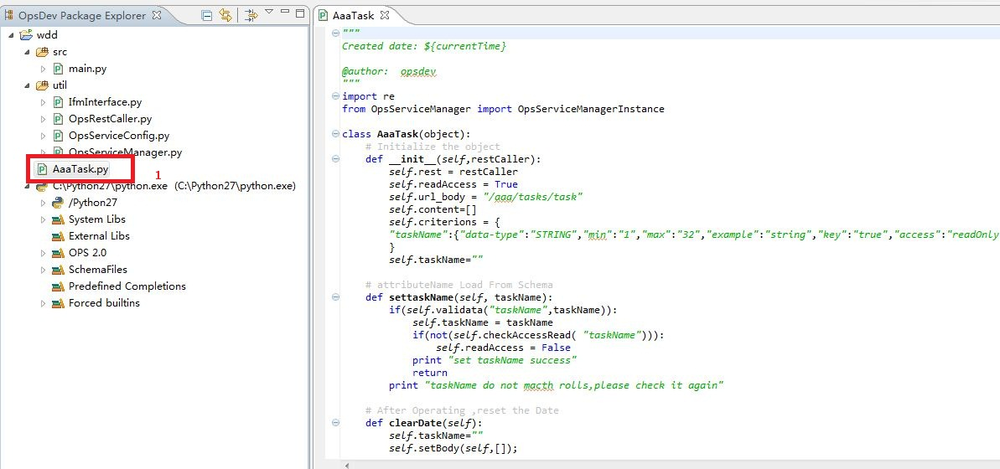 OpsDev Package Explorer
wdd
src
main.py
util
IfmInterface.py
OpsRestCaller.py
OpsServiceConfig.py
OpsServiceManager.py
AaaTask.py
1
C:\Python27\python.exe (C:\Python27\python.exe)
/Python27
System Libs
External Libs
OPS 2.0
SchemaFiles
Predefined Completions
Forced builtins
AaaTask
"""
Created date: ${currentTime}
@author:  opsdev
"""
import re
from OpsServiceManager import OpsServiceManagerInstance
class AaaTask(object):
# Initialize the object
def __init__(self,restCaller):
self.rest = restCaller
self.readAccess = True
self.url_body = "/aaa/tasks/task"
self.content=[]
self.criterions = {
"taskName":{"data-type":"STRING","min":"1","max":"32","example":"string","key":"true","access":"readOnly
}
self.taskName=""
# attributeName Load From Schema
def settaskName(self, taskName):
if(self.validata("taskName",taskName)):
self.taskName = taskName
if(not(self.checkAccessRead( "taskName"))):
self.readAccess = False
print "set taskName success"
return
print "taskName do not macth rolls,please check it again"
# After Operating ,reset the Date
def clearDate(self):
self.taskName=""
self.setBody(self,[]);